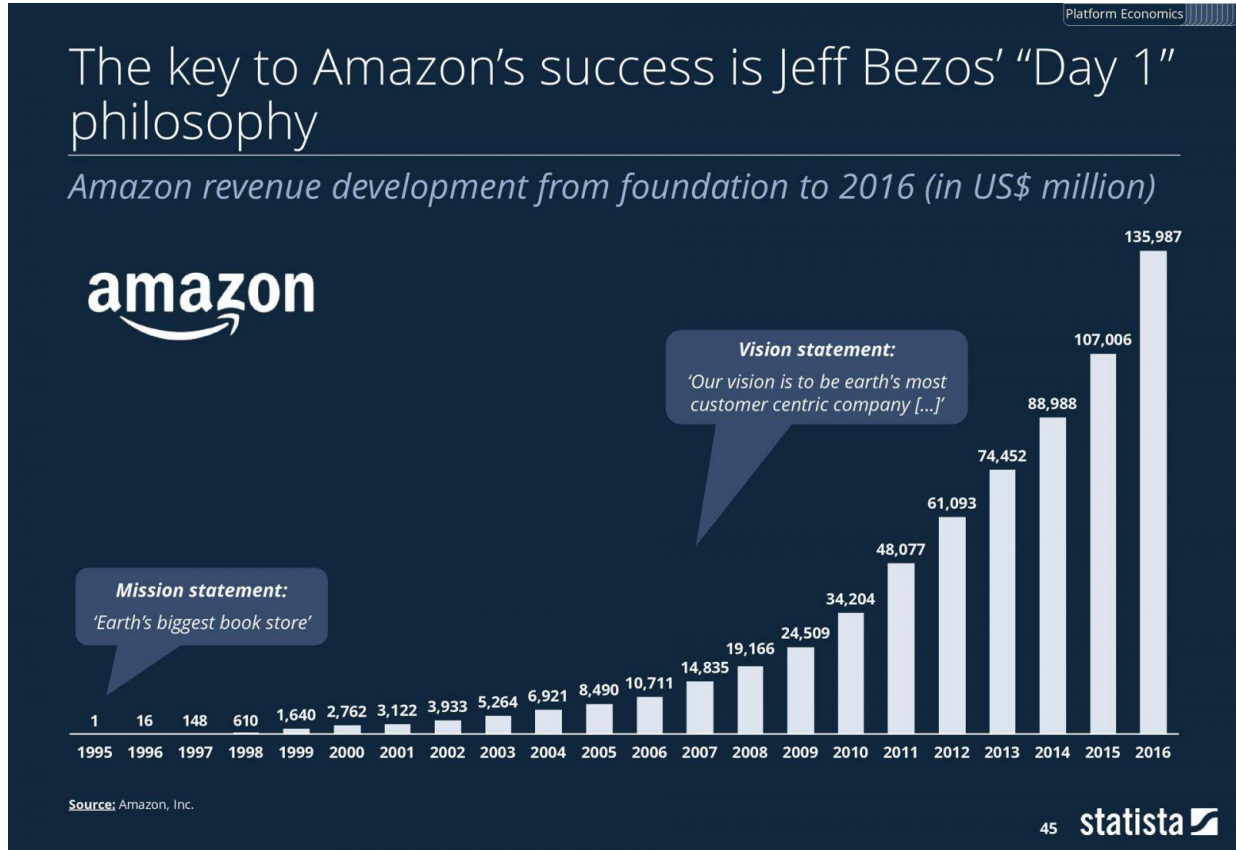 Platform Economics
The key to Amazon’s success is Jeff Bezos’ “Day 1”
philosophy
Amazon revenue development from foundation to 2016 (in US$ million)
amazon
135,987
107,006
88,988
74,452
61,093
48,077
34,204
24,509
19,166
14,835
10,711
8,490
6,921
5,264
3,933
3,122
2,762
1,640
610
148
16
1
Vision statement:
‘Our vision is to be earth's most
customer centric company [...]’
Mission statement:
‘Earth’s biggest book store’
1995 1996 1997 1998 1999 2000 2001 2002 2003 2004 2005 2006 2007 2008 2009 2010 2011 2012 2013 2014 2015 2016
Source: Amazon, Inc.
45 statista